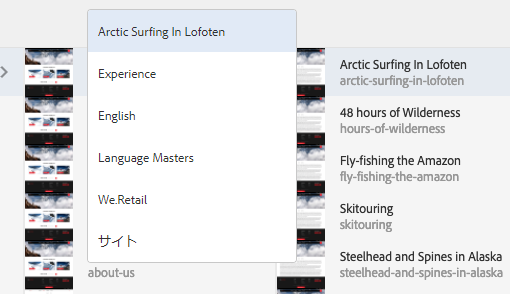 Arctic Surfing In Lofoten
Experience
English
Language Masters
We.Retail
サイト
about-us
Arctic Surfing In Lofoten
arctic-surfing-in-lofoten
48 hours of Wilderness
hours-of-wilderness
Fly-fishing the Amazon
fly-fishing-the-amazon
Skitouring
skitouring
Steelhead and Spines in Alaska
steelhead-and-spines-in-alaska